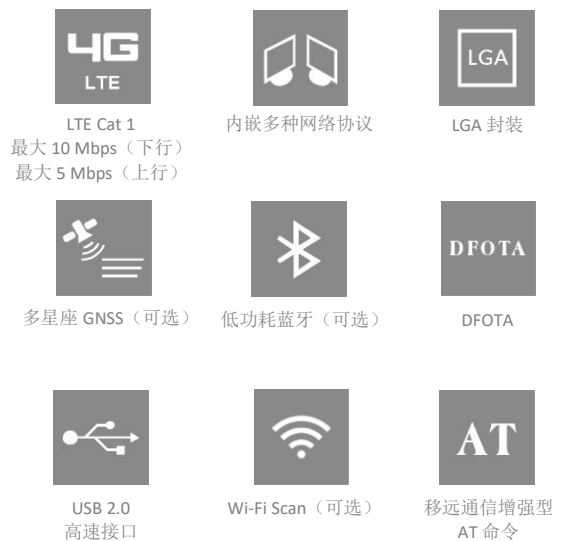 4G
LTE
LGA
LTE Cat 1
最大 10 Mbps（下行）
最大 5 Mbps（上行）
内嵌多种网络协议
LGA 封装
DFOTA
多星座 GNSS（可选）
低功耗蓝牙（可选）
DFOTA
AT
USB 2.0
高速接口
Wi-Fi Scan（可选）
移远通信增强型
AT 命令